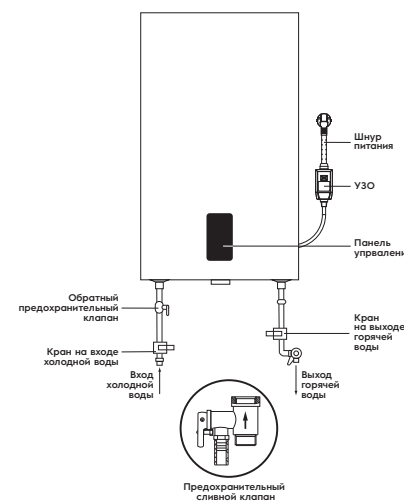 Шнур
питания
УЗО
Панель
упрвалени
Обратный
предохранительный
клапан
Кран
на выходе
горячей
воды
Кран на входе
холодной воды
Вход
холодной
воды
Выход
горячей
воды
Предохранительный
сливной клапан